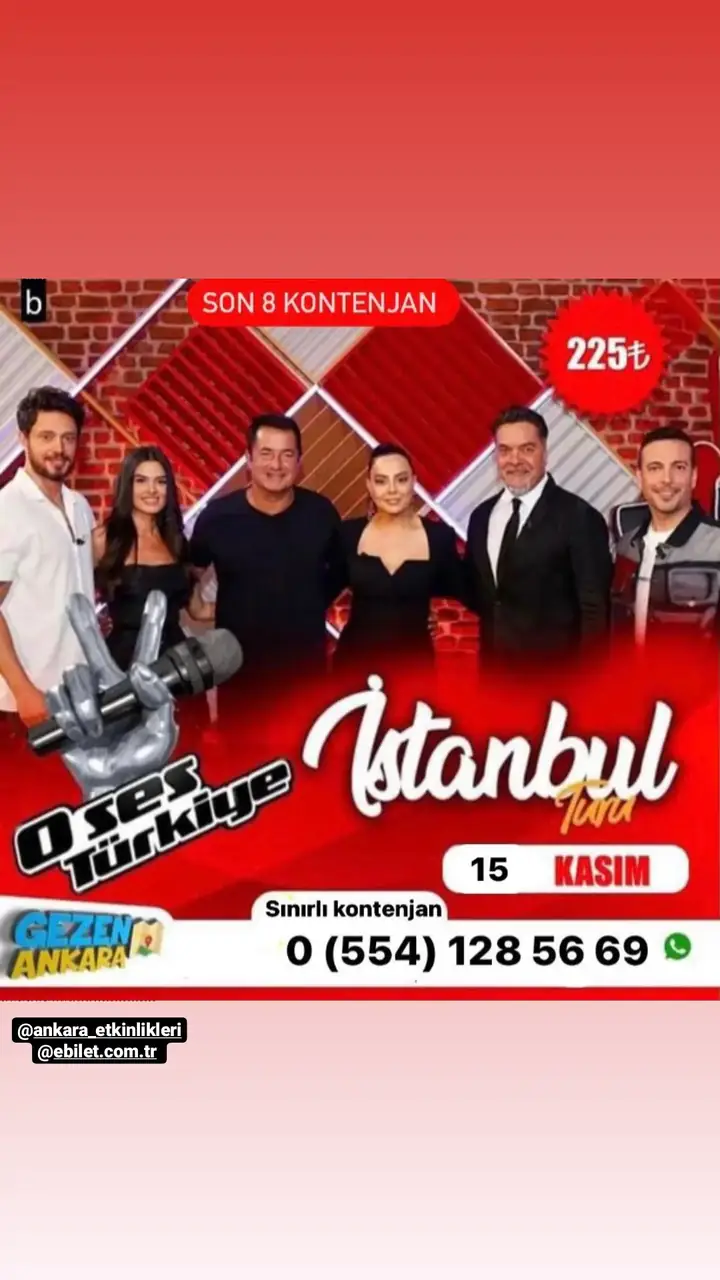 b
SON 8 KONTENJAN
225₺
O ses
Türkiye
İstanbul
Turu
15 KASIM
GEZEN
ANKARA
Sınırlı kontenjan
0 (554) 128 56 69
@ankara_etkinlikleri
@ebilet.com.tr